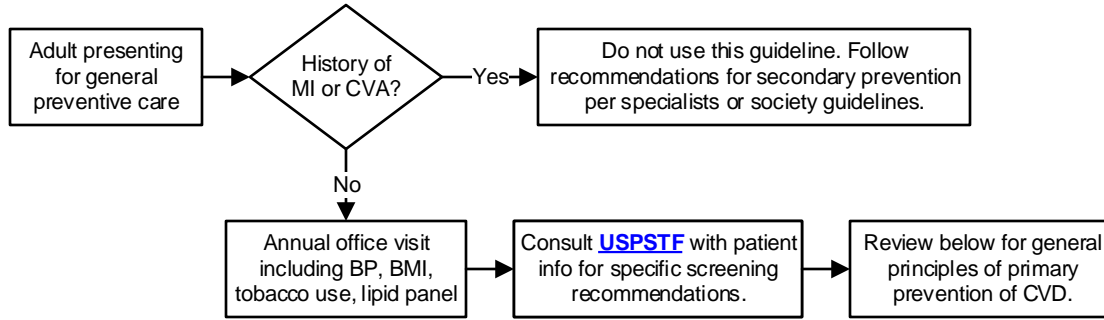 Adult presenting
for general
preventive care
History of
MI or CVA?
Yes
Do not use this guideline. Follow
recommendations for secondary prevention
per specialists or society guidelines.
No
Annual office visit
including BP, BMI,
tobacco use, lipid panel
Consult USPSTF with patient
info for specific screening
recommendations.
Review below for general
principles of primary
prevention of CVD.